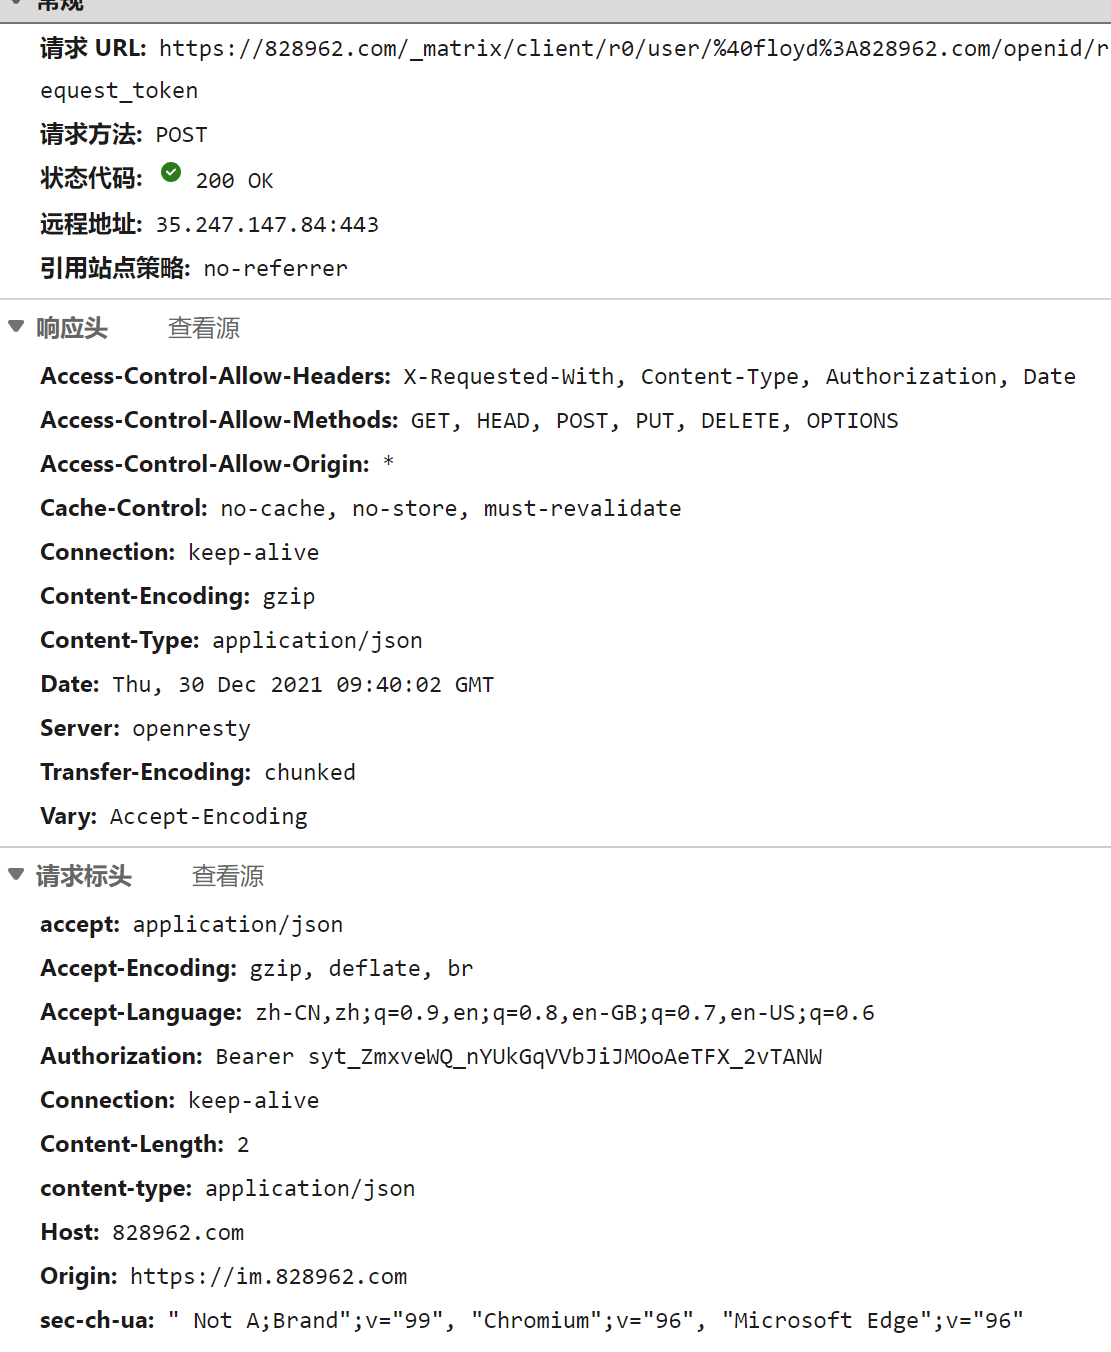 常规
请求 URL: https://828962.com/_matrix/client/r0/user/%40floyd%3A828962.com/openid/r
equest_token
请求方法: POST
状态代码: 200 OK
远程地址: 35.247.147.84:443
引用站点策略: no-referrer
响应头 查看源
Access-Control-Allow-Headers: X-Requested-With, Content-Type, Authorization, Date
Access-Control-Allow-Methods: GET, HEAD, POST, PUT, DELETE, OPTIONS
Access-Control-Allow-Origin: *
Cache-Control: no-cache, no-store, must-revalidate
Connection: keep-alive
Content-Encoding: gzip
Content-Type: application/json
Date: Thu, 30 Dec 2021 09:40:02 GMT
Server: openresty
Transfer-Encoding: chunked
Vary: Accept-Encoding
请求标头 查看源
accept: application/json
Accept-Encoding: gzip, deflate, br
Accept-Language: zh-CN,zh;q=0.9,en;q=0.8,en-GB;q=0.7,en-US;q=0.6
Authorization: Bearer syt_ZmxveWQ_nYUkGqVVbJiJMOoAeTFX_2vTANW
Connection: keep-alive
Content-Length: 2
content-type: application/json
Host: 828962.com
Origin: https://im.828962.com
sec-ch-ua: " Not A;Brand";v="99", "Chromium";v="96", "Microsoft Edge";v="96"